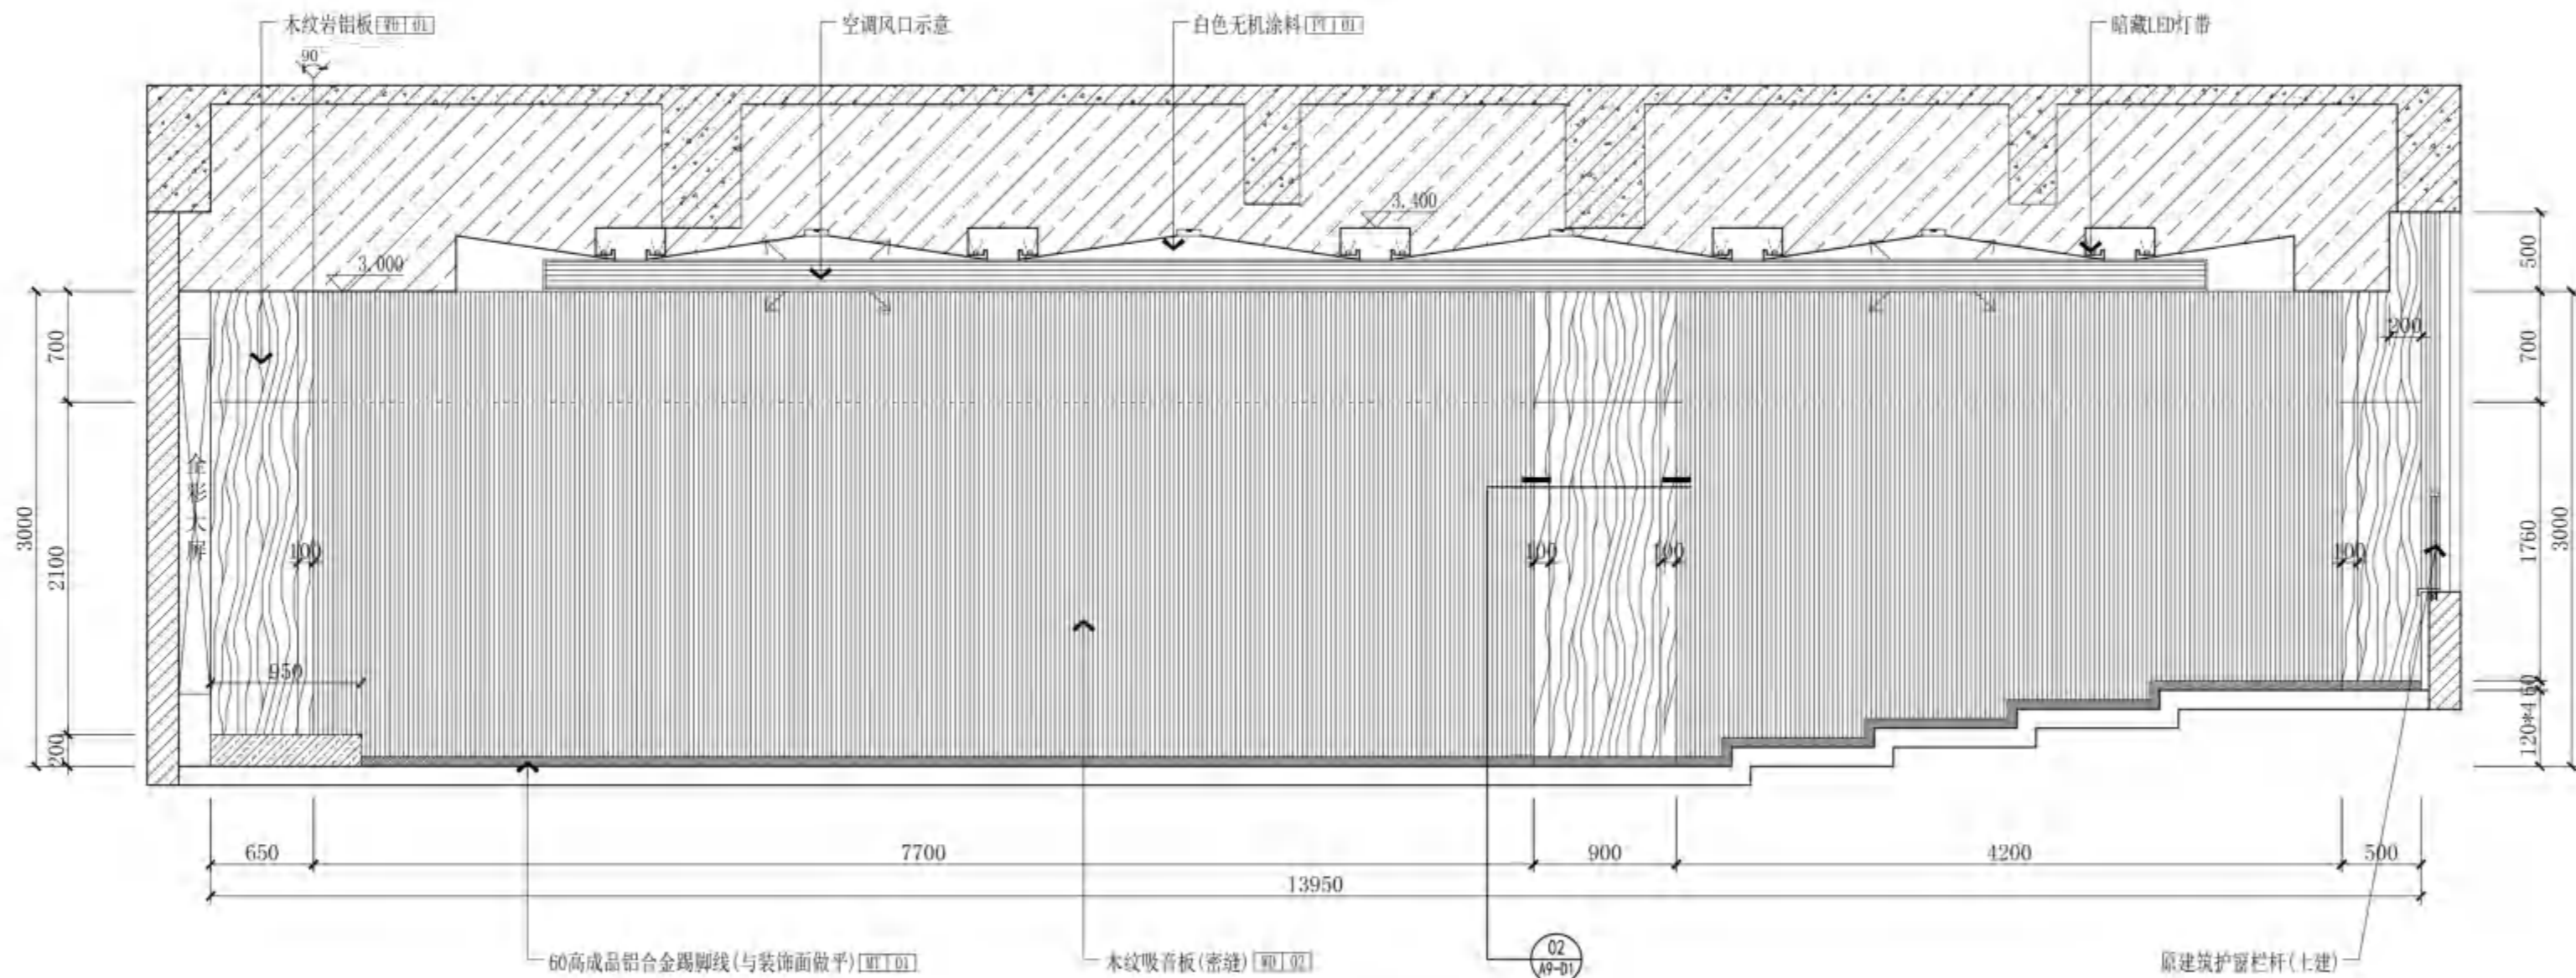 木纹岩铝板 WD 01
空调风口示意
白色无机涂料 PT 01
暗藏LED灯带
90
3.400
3.000
500
700
700
200
全彩大屏
3000
2100
100
100
100
100
1760
3000
950
200
60
120*4
650
7700
900
4200
500
13950
60高成品铝合金踢脚线(与装饰面做平) MT 01
木纹吸音板(密缝) WD 02
02
A9-D1
原建筑护窗栏杆(土建)